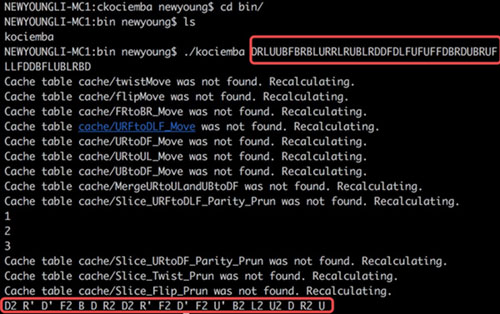 NEWYOUNGLI-MC1:ckociemba newyoung$ cd bin/
NEWYOUNGLI-MC1:bin newyoung$ ls
kociemba
NEWYOUNGLI-MC1:bin newyoung$ ./kociemba DRLUUBFBRBLURRLRUBLRDDFDLFUFUFFDBRDUBRUF
LLFDDBFLUBLRBD
Cache table cache/twistMove was not found. Recalculating.
Cache table cache/flipMove was not found. Recalculating.
Cache table cache/FRtoBR_Move was not found. Recalculating.
Cache table cache/URFtoDLF_Move was not found. Recalculating.
Cache table cache/URtoDF_Move was not found. Recalculating.
Cache table cache/URtoUL_Move was not found. Recalculating.
Cache table cache/UBtoDF_Move was not found. Recalculating.
Cache table cache/MergeURtoULandUBtoDF was not found. Recalculating.
Cache table cache/Slice_URFtoDLF_Parity_Prun was not found. Recalculating.
1
2
3
Cache table cache/Slice_URtoDF_Parity_Prun was not found. Recalculating.
Cache table cache/Slice_Twist_Prun was not found. Recalculating.
Cache table cache/Slice_Flip_Prun was not found. Recalculating.
D2 R' D' F2 B D R2 D2 R' F2 D' F2 U' B2 L2 U2 D R2 U